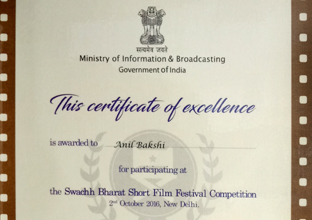 सत्यमेव जयते
Ministry of Information & Broadcasting
Government of India
This certificate of excellence
is awarded to Anil Bakshi
for participating at
the Swachh Bharat Short Film Festival Competition
2nd October 2016, New Delhi.